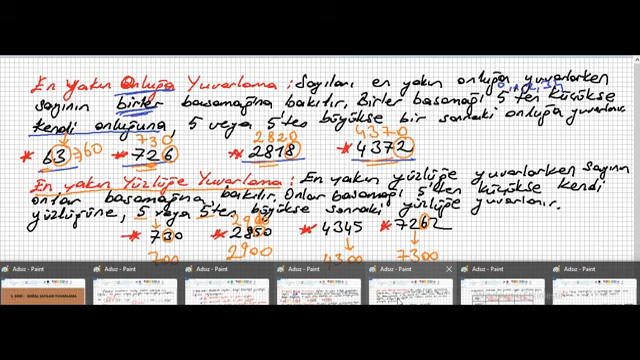 En yakın Onluğa Yuvarlama : Sayıları en yakın onluğa yuvarlarken
sayının birler basamağına bakılır. Birler basamağı 5'ten küçükse
kendi onluğuna, 5 veya 5'ten büyükse bir sonraki onluğa yuvarlanır
730 2820 4370
* 63 →60 * 726 * 2818 * 4372
En yakın Yüzlüğe Yuvarlama : En yakın yüzlüğe yuvarlarken sayının
onlar basamağına bakılır. Onlar basamağı 5'ten küçükse kendi
yüzlüğüne, 5 veya 5'ten büyükse sonraki yüzlüğe yuvarlanır.
* 730 * 2850 * 4345 * 7262
700 2900 4300 7300
Adsız - Paint Adsız - Paint Adsız - Paint Adsız - Paint X Adsız - Paint